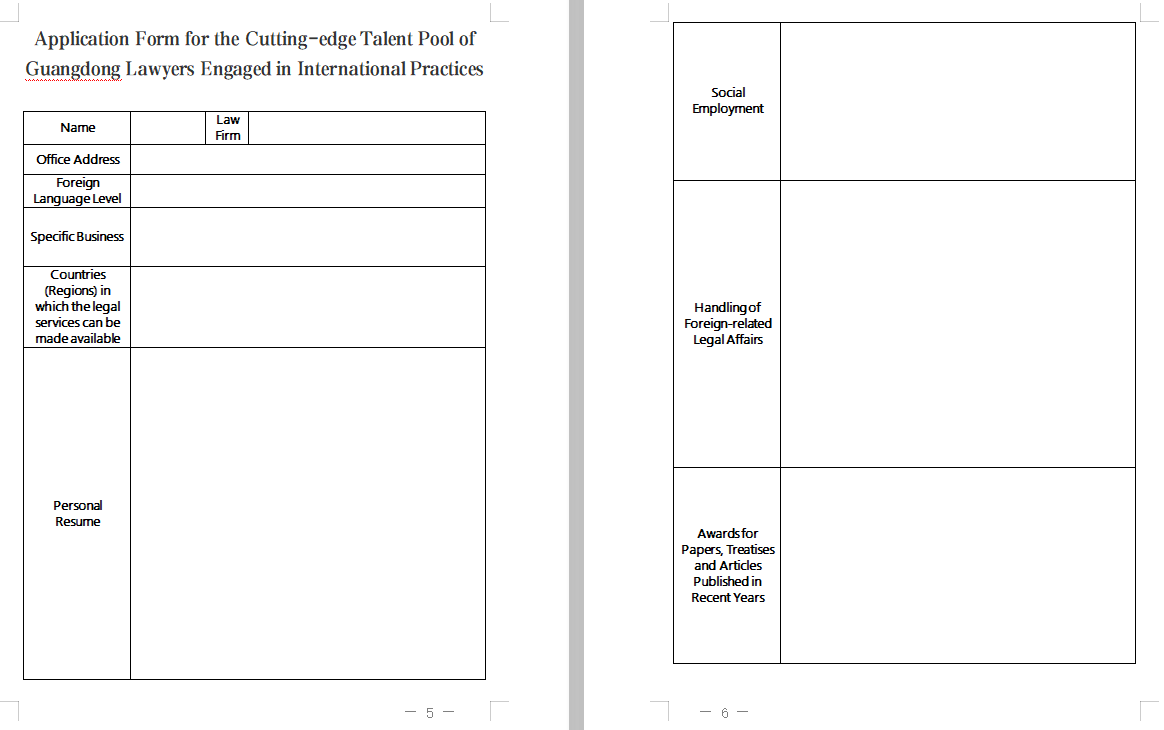 Application Form for the Cutting-edge Talent Pool of
Guangdong Lawyers Engaged in International Practices
Name
Law
Firm
Office Address
Foreign
Language Level
Specific Business
Countries
(Regions) in
which the legal
services can be
made available
Personal
Resume
— 5 —
Social
Employment
Handling of
Foreign-related
Legal Affairs
Awards for
Papers, Treatises
and Articles
Published in
Recent Years
— 6 —